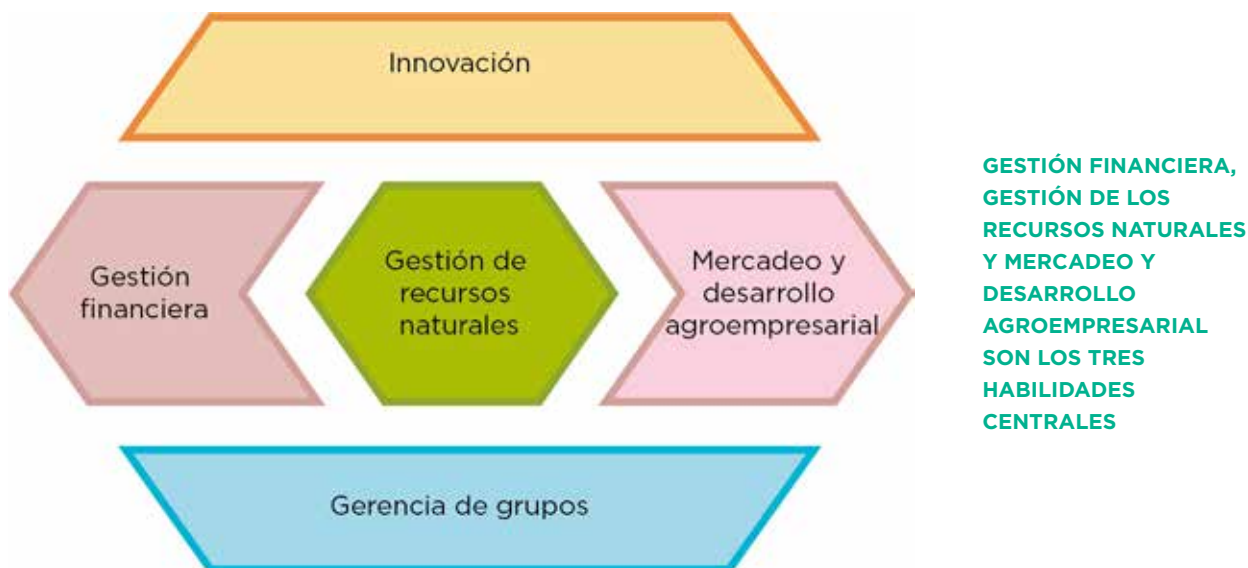 Innovación
Gestión
financiera
Gestión de
recursos
naturales
Mercadeo y
desarrollo
agroempresarial
Gerencia de grupos
GESTIÓN FINANCIERA,
GESTIÓN DE LOS
RECURSOS NATURALES
Y MERCADEO Y
DESARROLLO
AGROEMPRESARIAL
SON LOS TRES
HABILIDADES
CENTRALES